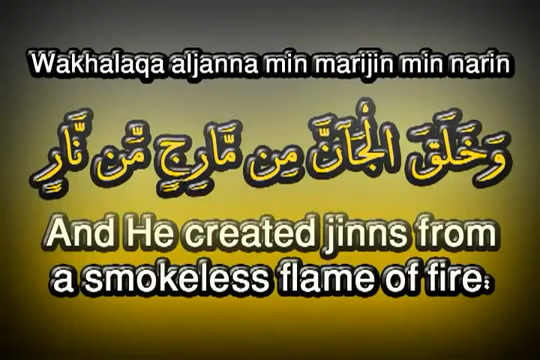 Wakhalaqa aljanna min marijin min narin
وَخَلَقَ الْجَآنَّ مِن مَّارِجٍ مِّن نَّارٍ
And He created jinns from
a smokeless flame of fire: